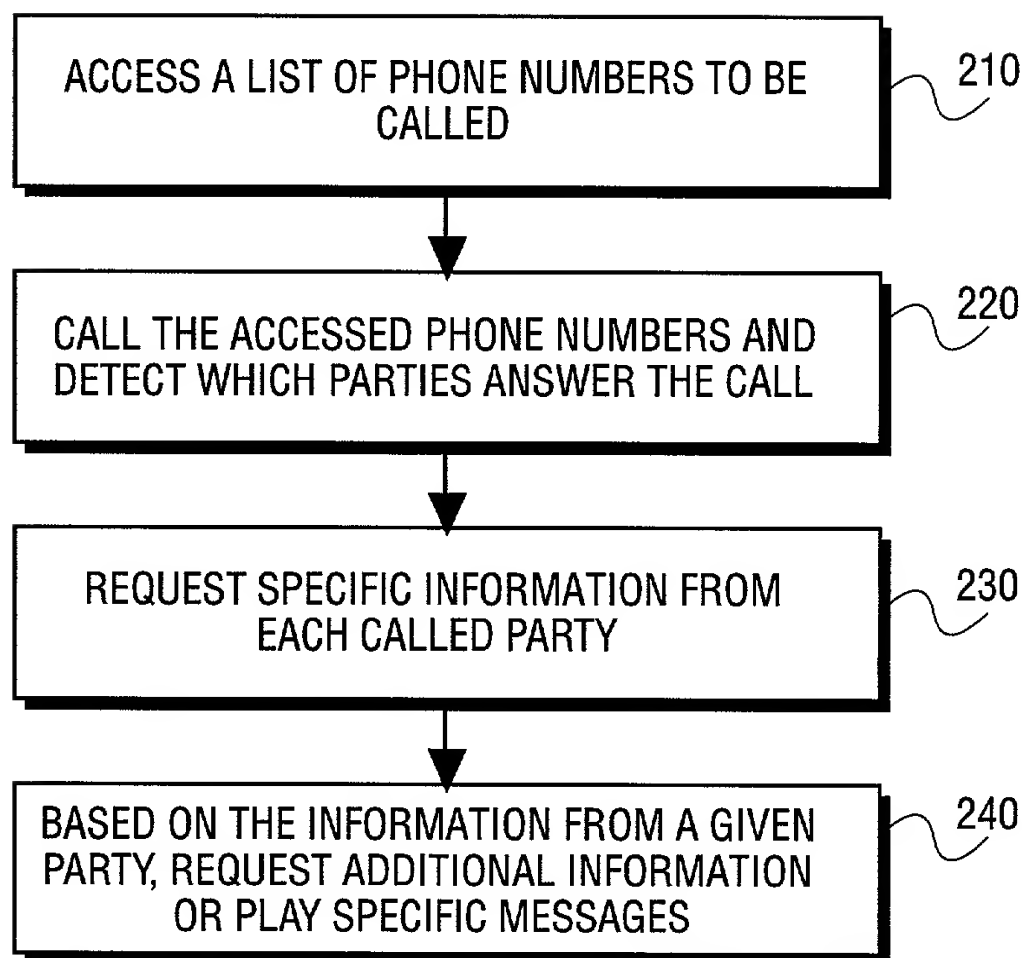 ACCESS A LIST OF PHONE NUMBERS TO BE
CALLED
210
CALL THE ACCESSED PHONE NUMBERS AND
DETECT WHICH PARTIES ANSWER THE CALL
220
REQUEST SPECIFIC INFORMATION FROM
EACH CALLED PARTY
230
BASED ON THE INFORMATION FROM A GIVEN
PARTY, REQUEST ADDITIONAL INFORMATION
OR PLAY SPECIFIC MESSAGES
240